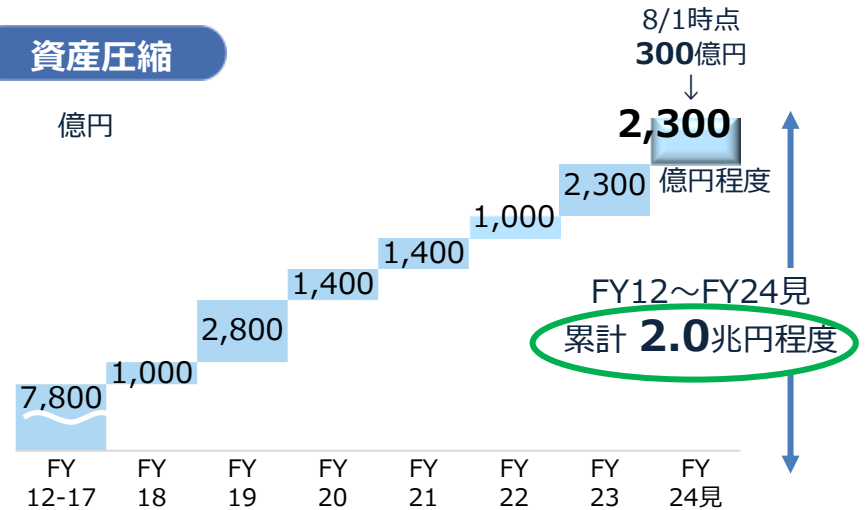 資産圧縮
億円
8/1時点
300億円
↓
2,300
億円程度
2,300
1,000
1,400
1,400
2,800
1,000
7,800
FY12～FY24見
累計 2.0兆円程度
FY
12-17
FY
18
FY
19
FY
20
FY
21
FY
22
FY
23
FY
24見